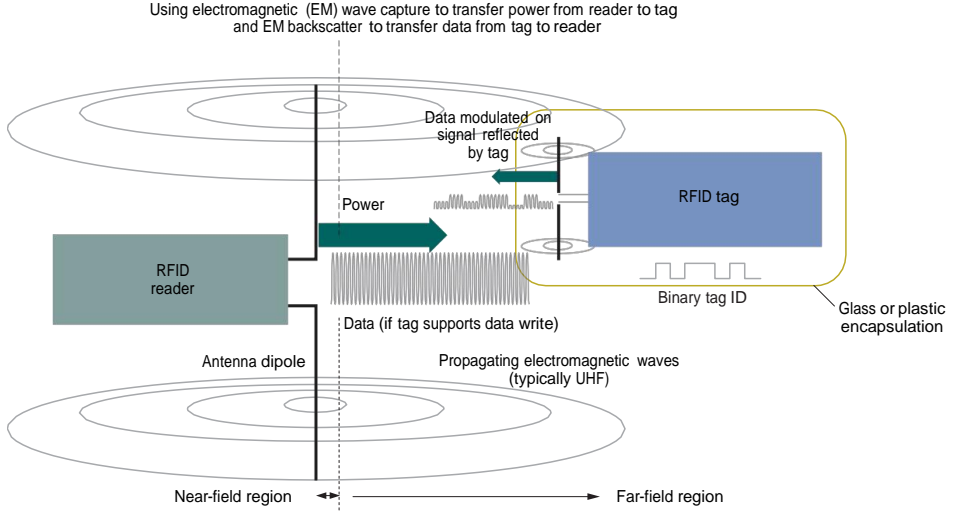 Using electromagnetic (EM) wave capture to transfer power from reader to tag
and EM backscatter to transfer data from tag to reader
Data modulated on
signal reflected
by tag
Power
RFID tag
RFID
reader
Binary tag ID
Glass or plastic
encapsulation
Data (if tag supports data write)
Antenna dipole
Propagating electromagnetic waves
(typically UHF)
Near-field region
Far-field region